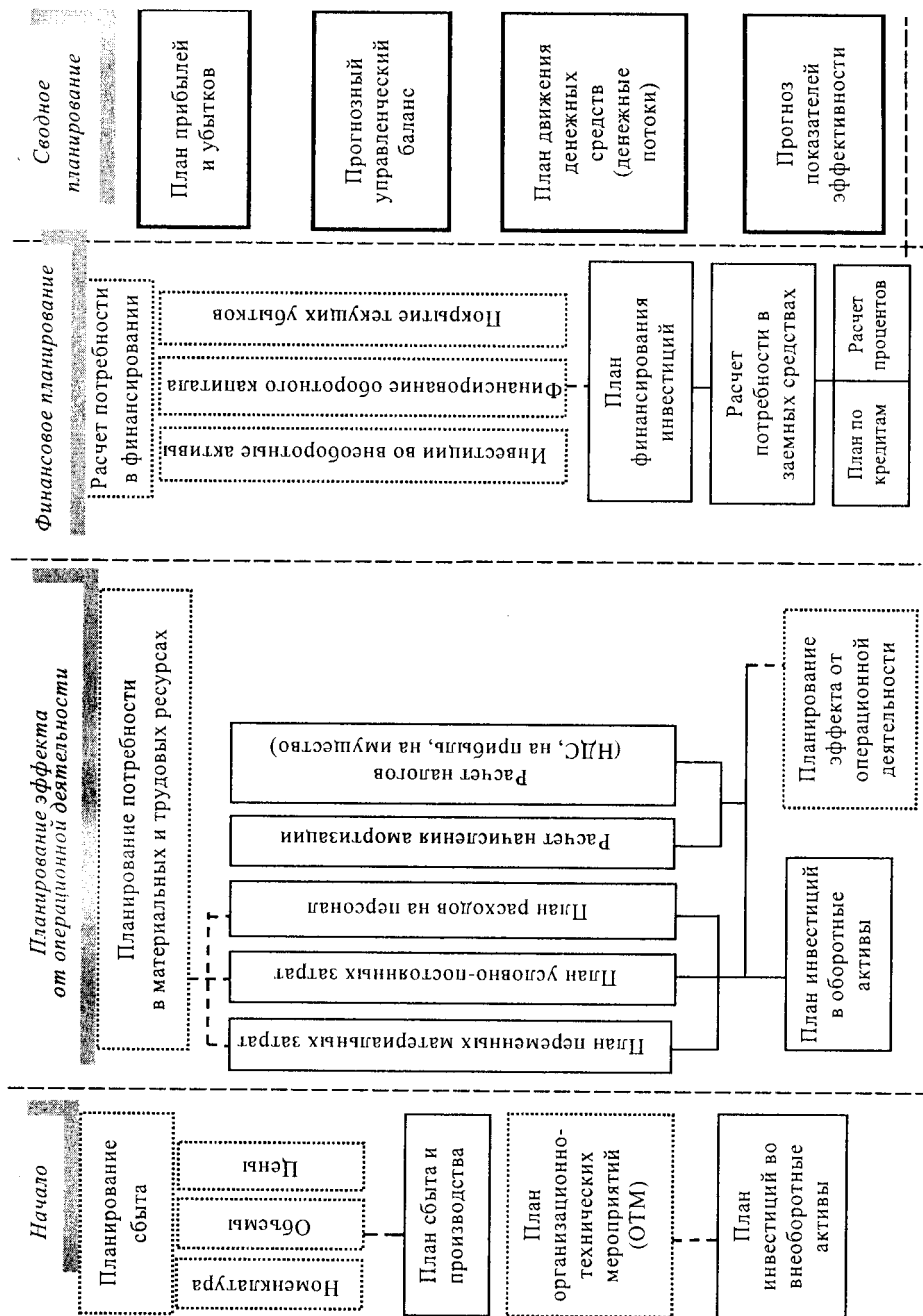 Начало
Планирование
сбыта
Номенклатура
Объемы
Цены
План сбыта и
производства
План
организационно-
технических
мероприятий
(ОТМ)
План
инвестиций во
внеоборотные
активы
Планирование эффекта
от операционной деятельности
Планирование потребности
в материальных и трудовых ресурсах
План переменных материальных затрат
План условно-постоянных затрат
План расходов на персонал
Расчет начисления амортизации
Расчет налогов
(НДС, на прибыль, на имущество)
План инвестиций
в оборотные
активы
Планирование
эффекта от
операционной
деятельности
Финансовое планирование
Расчет потребности
в финансировании
Инвестиции во внеоборотные активы
Финансирование оборотного капитала
Покрытие текущих убытков
План
финансирования
инвестиций
Расчет
потребности в
заемных средствах
План по
кредитам
Расчет
процентов
Сводное
планирование
План прибылей
и убытков
Прогнозный
управленческий
баланс
План движения
денежных
средств
(денежные
потоки)
Прогноз
показателей
эффективности